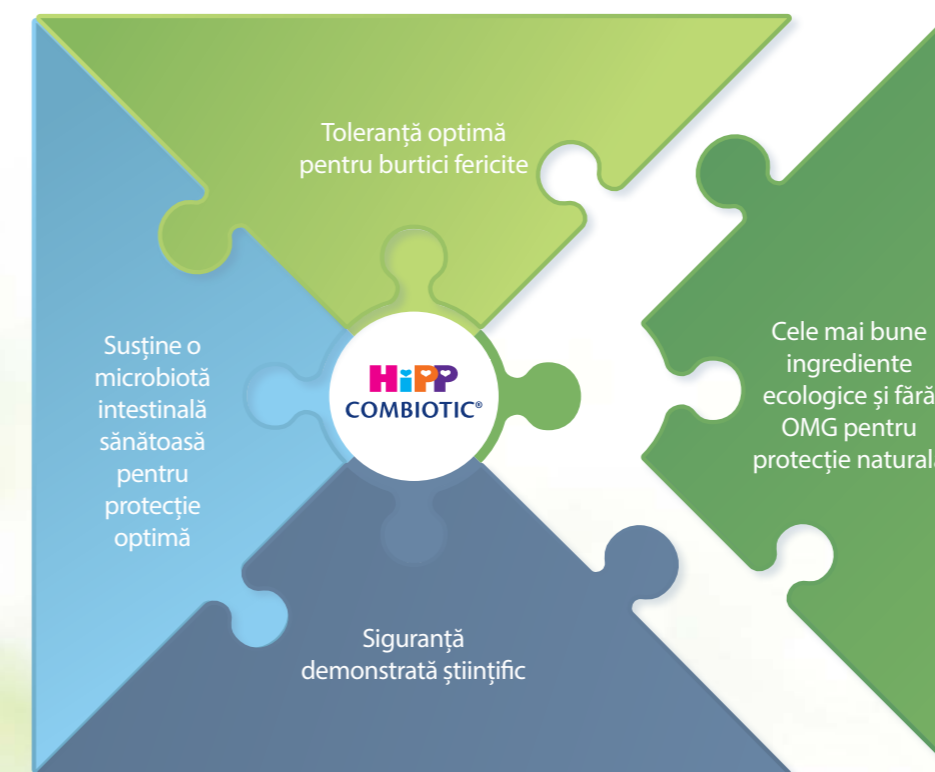 Toleranță optimă
pentru burtici fericite
Susține o
microbiotă
intestinală
sănătoasă
pentru
protecție
optimă
HiPP
COMBIOTIC®
Cele mai bune
ingrediente
ecologice și fără
OMG pentru
protecție natural
Siguranță
demonstrată științific